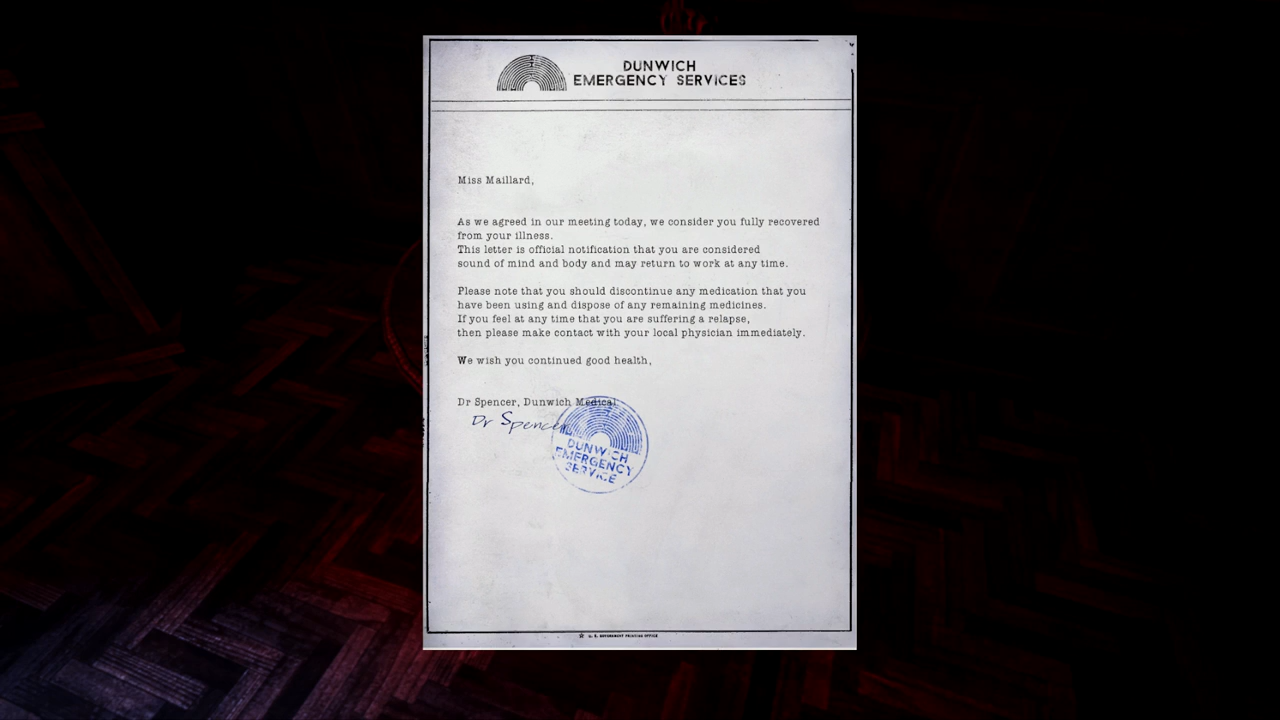 DUNWICH
EMERGENCY SERVICES
Miss Maillard,
As we agreed in our meeting today, we consider you fully recovered
from your illness.
This letter is official notification that you are considered
sound of mind and body and may return to work at any time.
Please note that you should discontinue any medication that you
have been using and dispose of any remaining medicines.
If you feel at any time that you are suffering a relapse,
then please make contact with your local physician immediately.
We wish you continued good health,
Dr Spencer, Dunwich Medical.
Dr Spencer
DUNWICH
EMERGENCY
SERVICE
☆ U. S. GOVERNMENT PRINTING OFFICE